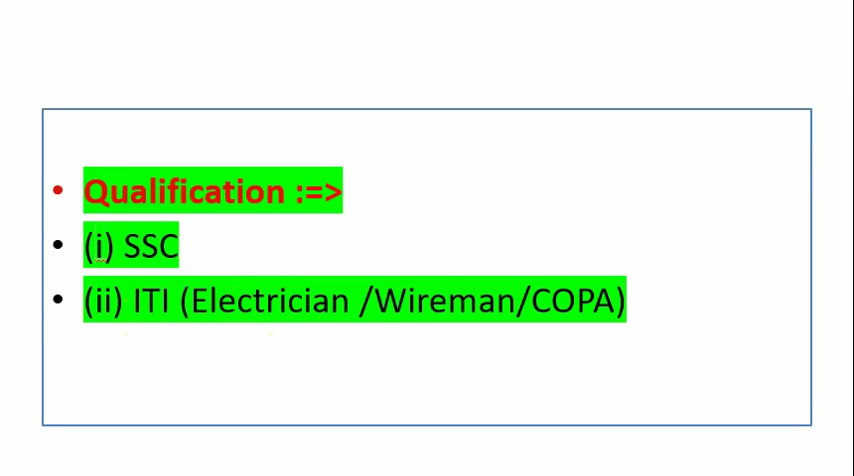 • Qualification :=>
• (i) SSC
• (ii) ITI (Electrician /Wireman/COPA)